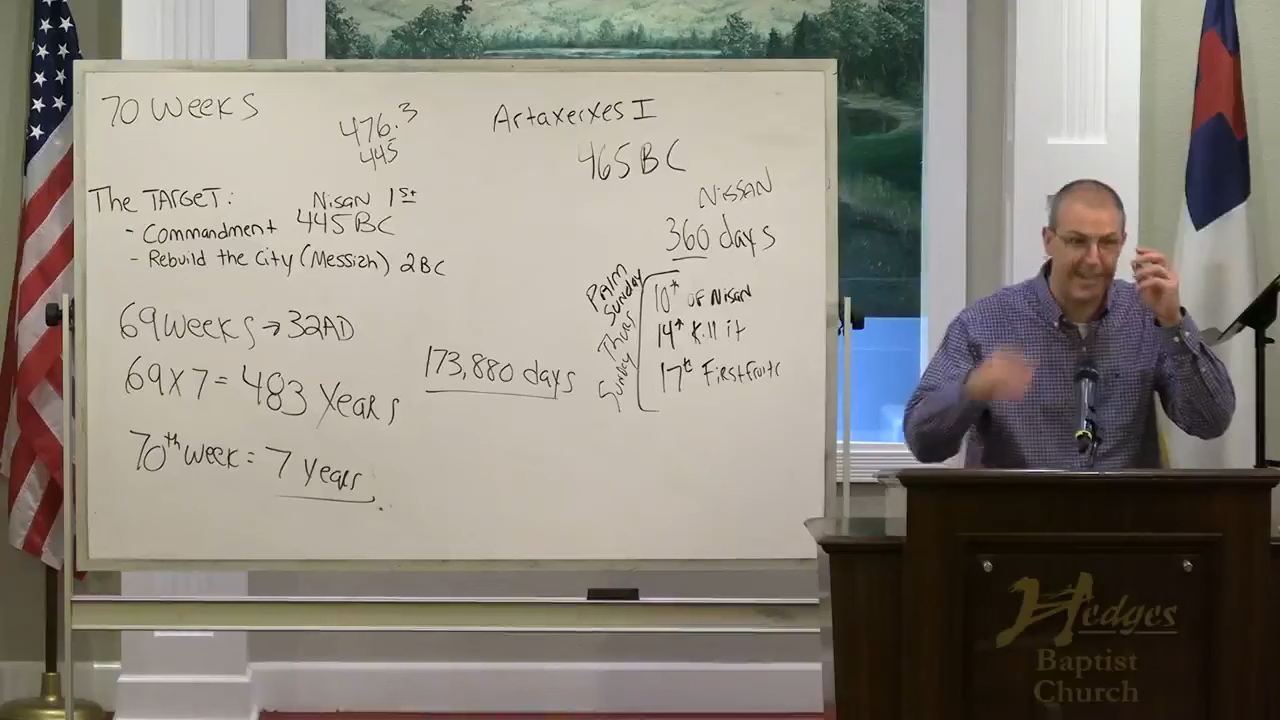 70 Weeks
476.3
445
Artaxerxes I
465 BC
The TARGET:
Nisan 1st
- Commandment 445 BC
- Rebuild the City (Messiah) 2BC
NISSAN
360 days
69 weeks → 32AD
69 x 7 = 483 Years
173,880 days
70th week = 7 years.
Palm Sunday
10th of Nisan
Thurs
14th Kill it
Sunday
17th Firstfruits
Hedges
Baptist
Church